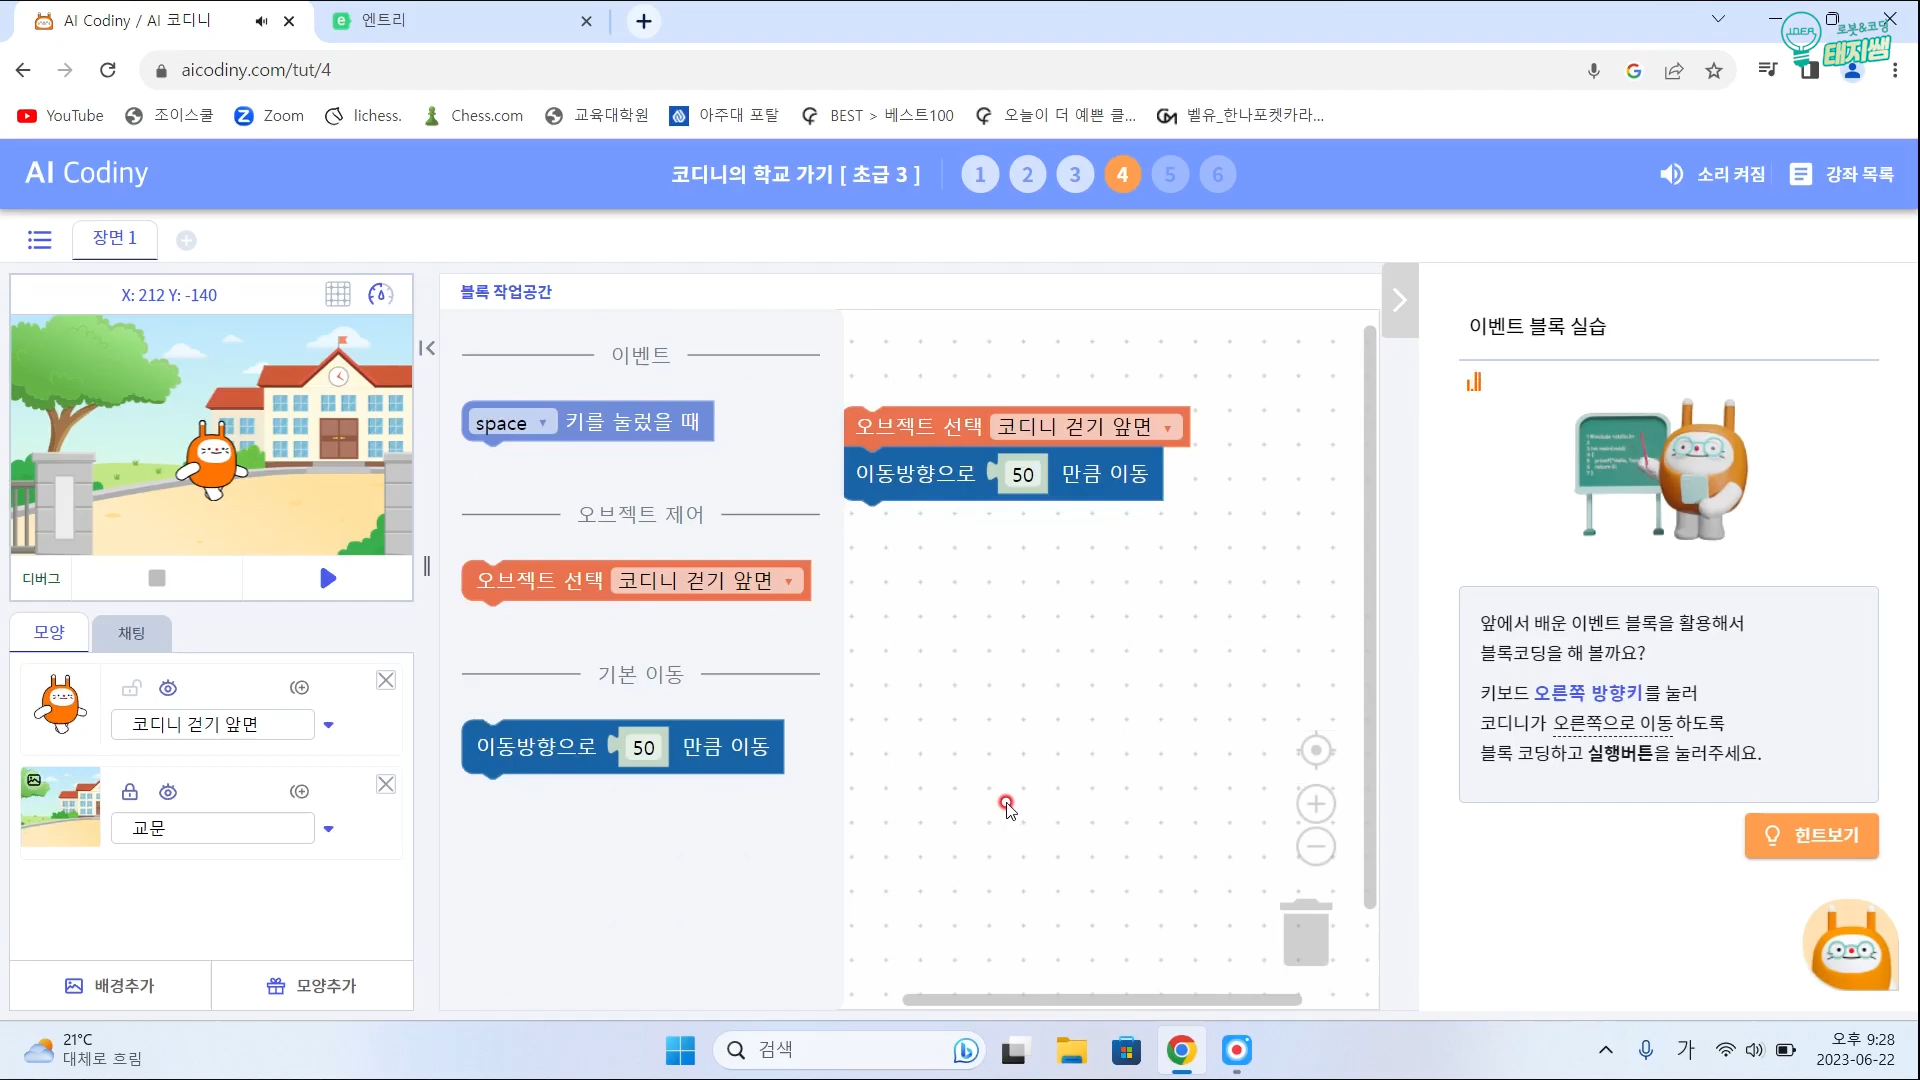 AI Codiny / AI 코디니
엔트리
로봇&코딩
태지쌤
aicodiny.com/tut/4
YouTube
조이스쿨
Zoom
lichess.
Chess.com
교육대학원
아주대 포탈
BEST > 베스트100
오늘이 더 예쁜 클...
벨유_한나포켓카라...
AI Codiny
코디니의 학교 가기 [ 초급 3 ]
1 2 3 4 5 6
소리 켜짐
강좌 목록
장면 1
X: 212 Y: -140
디버그
모양
채팅
코디니 걷기 앞면
교문
배경추가
모양추가
블록 작업공간
이벤트
space 키를 눌렀을 때
오브젝트 제어
오브젝트 선택 코디니 걷기 앞면
기본 이동
이동방향으로 50 만큼 이동
오브젝트 선택 코디니 걷기 앞면
이동방향으로 50 만큼 이동
이벤트 블록 실습
앞에서 배운 이벤트 블록을 활용해서
블록코딩을 해 볼까요?
키보드 오른쪽 방향키를 눌러
코디니가 오른쪽으로 이동하도록
블록 코딩하고 실행버튼을 눌러주세요.
힌트보기
21°C
대체로 흐림
검색
가
오후 9:28
2023-06-22